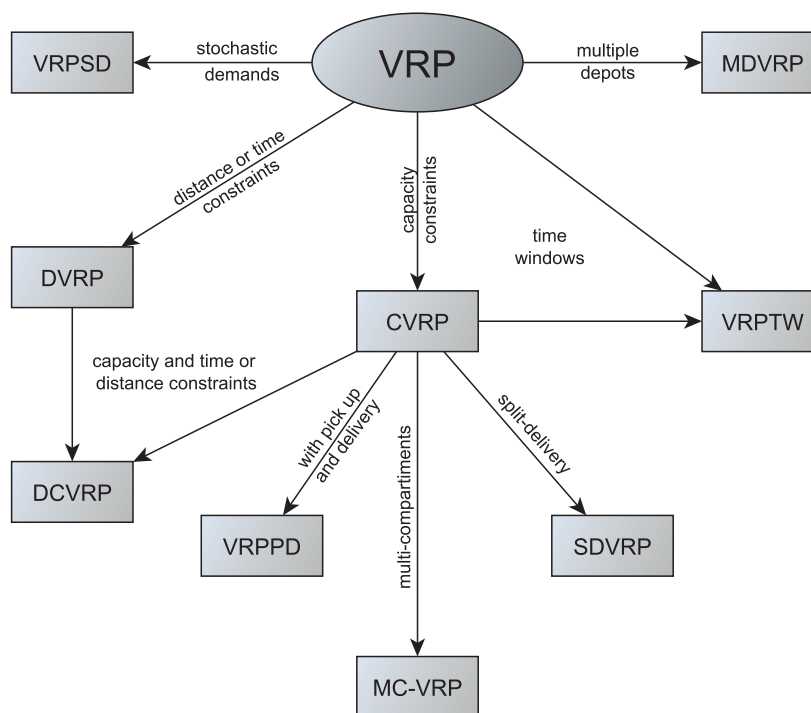 VRP
VRPSD
stochastic
demands
multiple
depots
MDVRP
distance or time
constraints
capacity
constraints
time
windows
DVRP
CVRP
VRPTW
capacity and time or
distance constraints
with pick up
and delivery
multi-compartiments
split-delivery
DCVRP
VRPPD
SDVRP
MC-VRP